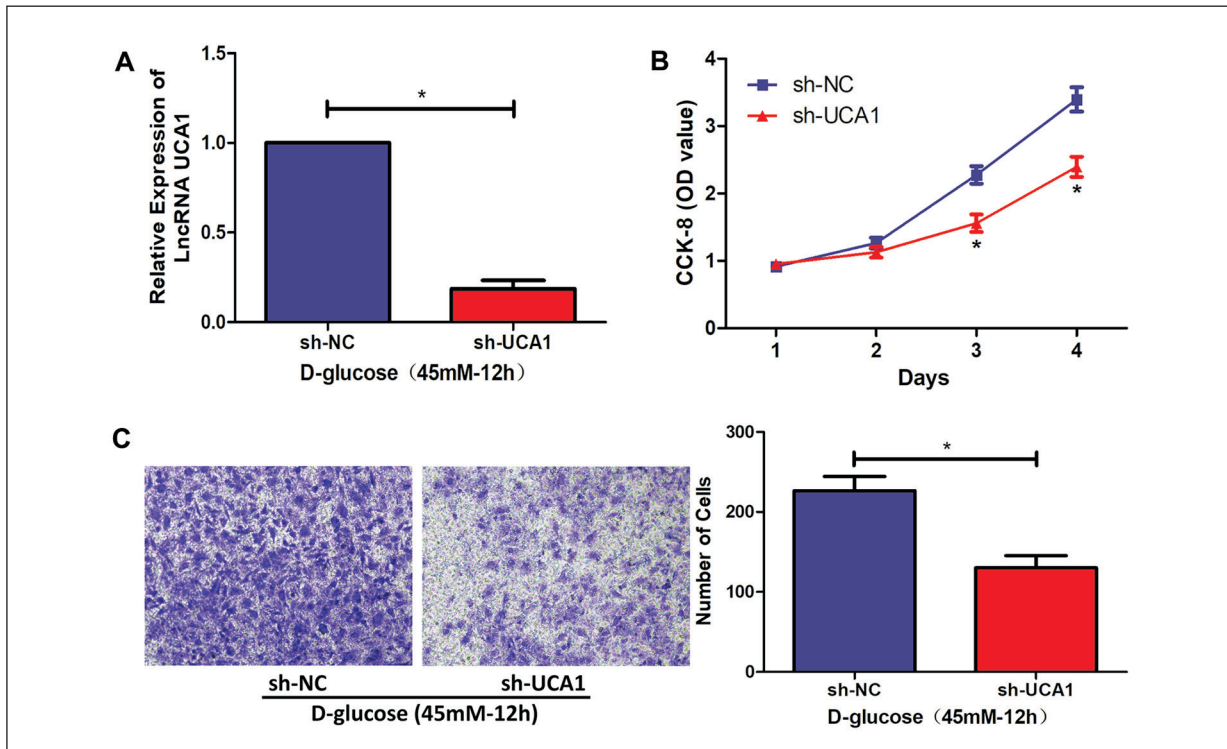 A
Relative Expression of
LncRNA UCA1
1.5
1.0
0.5
0.0
*
sh-NC
sh-UCA1
D-glucose（45mM-12h）
B
CCK-8 (OD value)
4
3
2
1
0
sh-NC
sh-UCA1
*
*
1 2 3 4
Days
C
sh-NC
sh-UCA1
D-glucose (45mM-12h)
Number of Cells
300
200
100
0
*
sh-NC
sh-UCA1
D-glucose（45mM-12h）